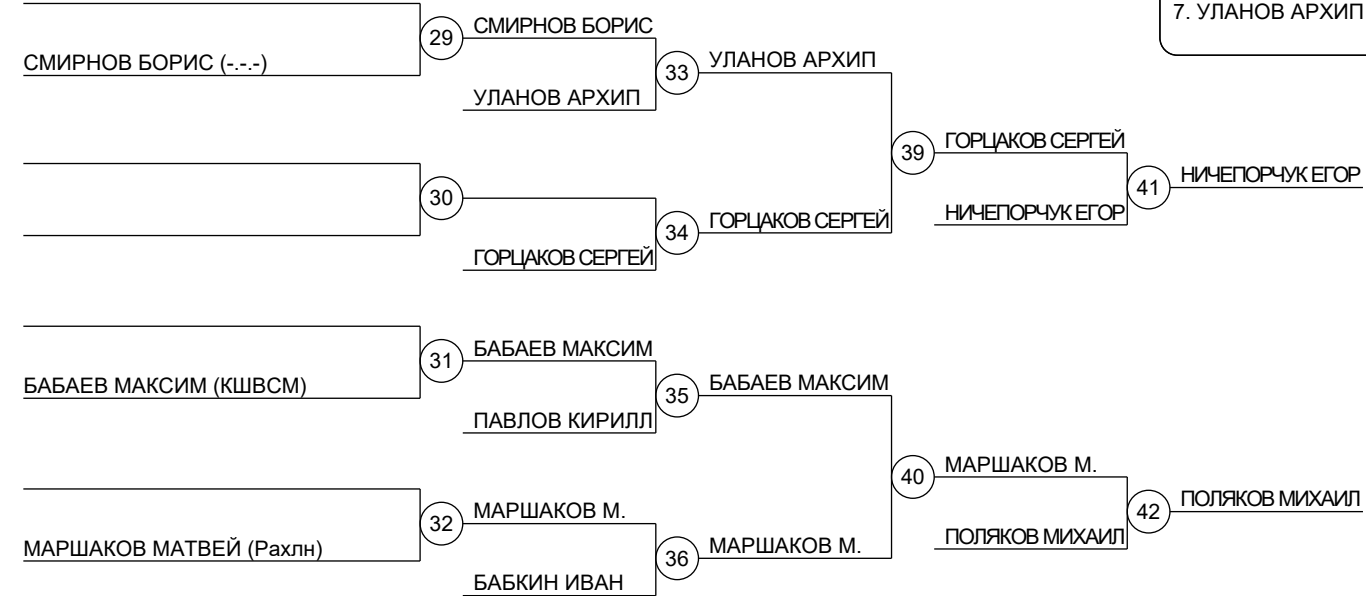 7. УЛАНОВ АРХИП
29
СМИРНОВ БОРИС
СМИРНОВ БОРИС (-.-.-)
33
УЛАНОВ АРХИП
УЛАНОВ АРХИП
39
ГОРЦАКОВ СЕРГЕЙ
41
НИЧЕПОРЧУК ЕГОР
30
НИЧЕПОРЧУК ЕГОР
34
ГОРЦАКОВ СЕРГЕЙ
ГОРЦАКОВ СЕРГЕЙ
31
БАБАЕВ МАКСИМ
БАБАЕВ МАКСИМ (КШВСМ)
35
БАБАЕВ МАКСИМ
ПАВЛОВ КИРИЛЛ
40
МАРШАКОВ М.
42
ПОЛЯКОВ МИХАИЛ
32
МАРШАКОВ М.
ПОЛЯКОВ МИХАИЛ
МАРШАКОВ МАТВЕЙ (Рахлн)
36
МАРШАКОВ М.
БАБКИН ИВАН